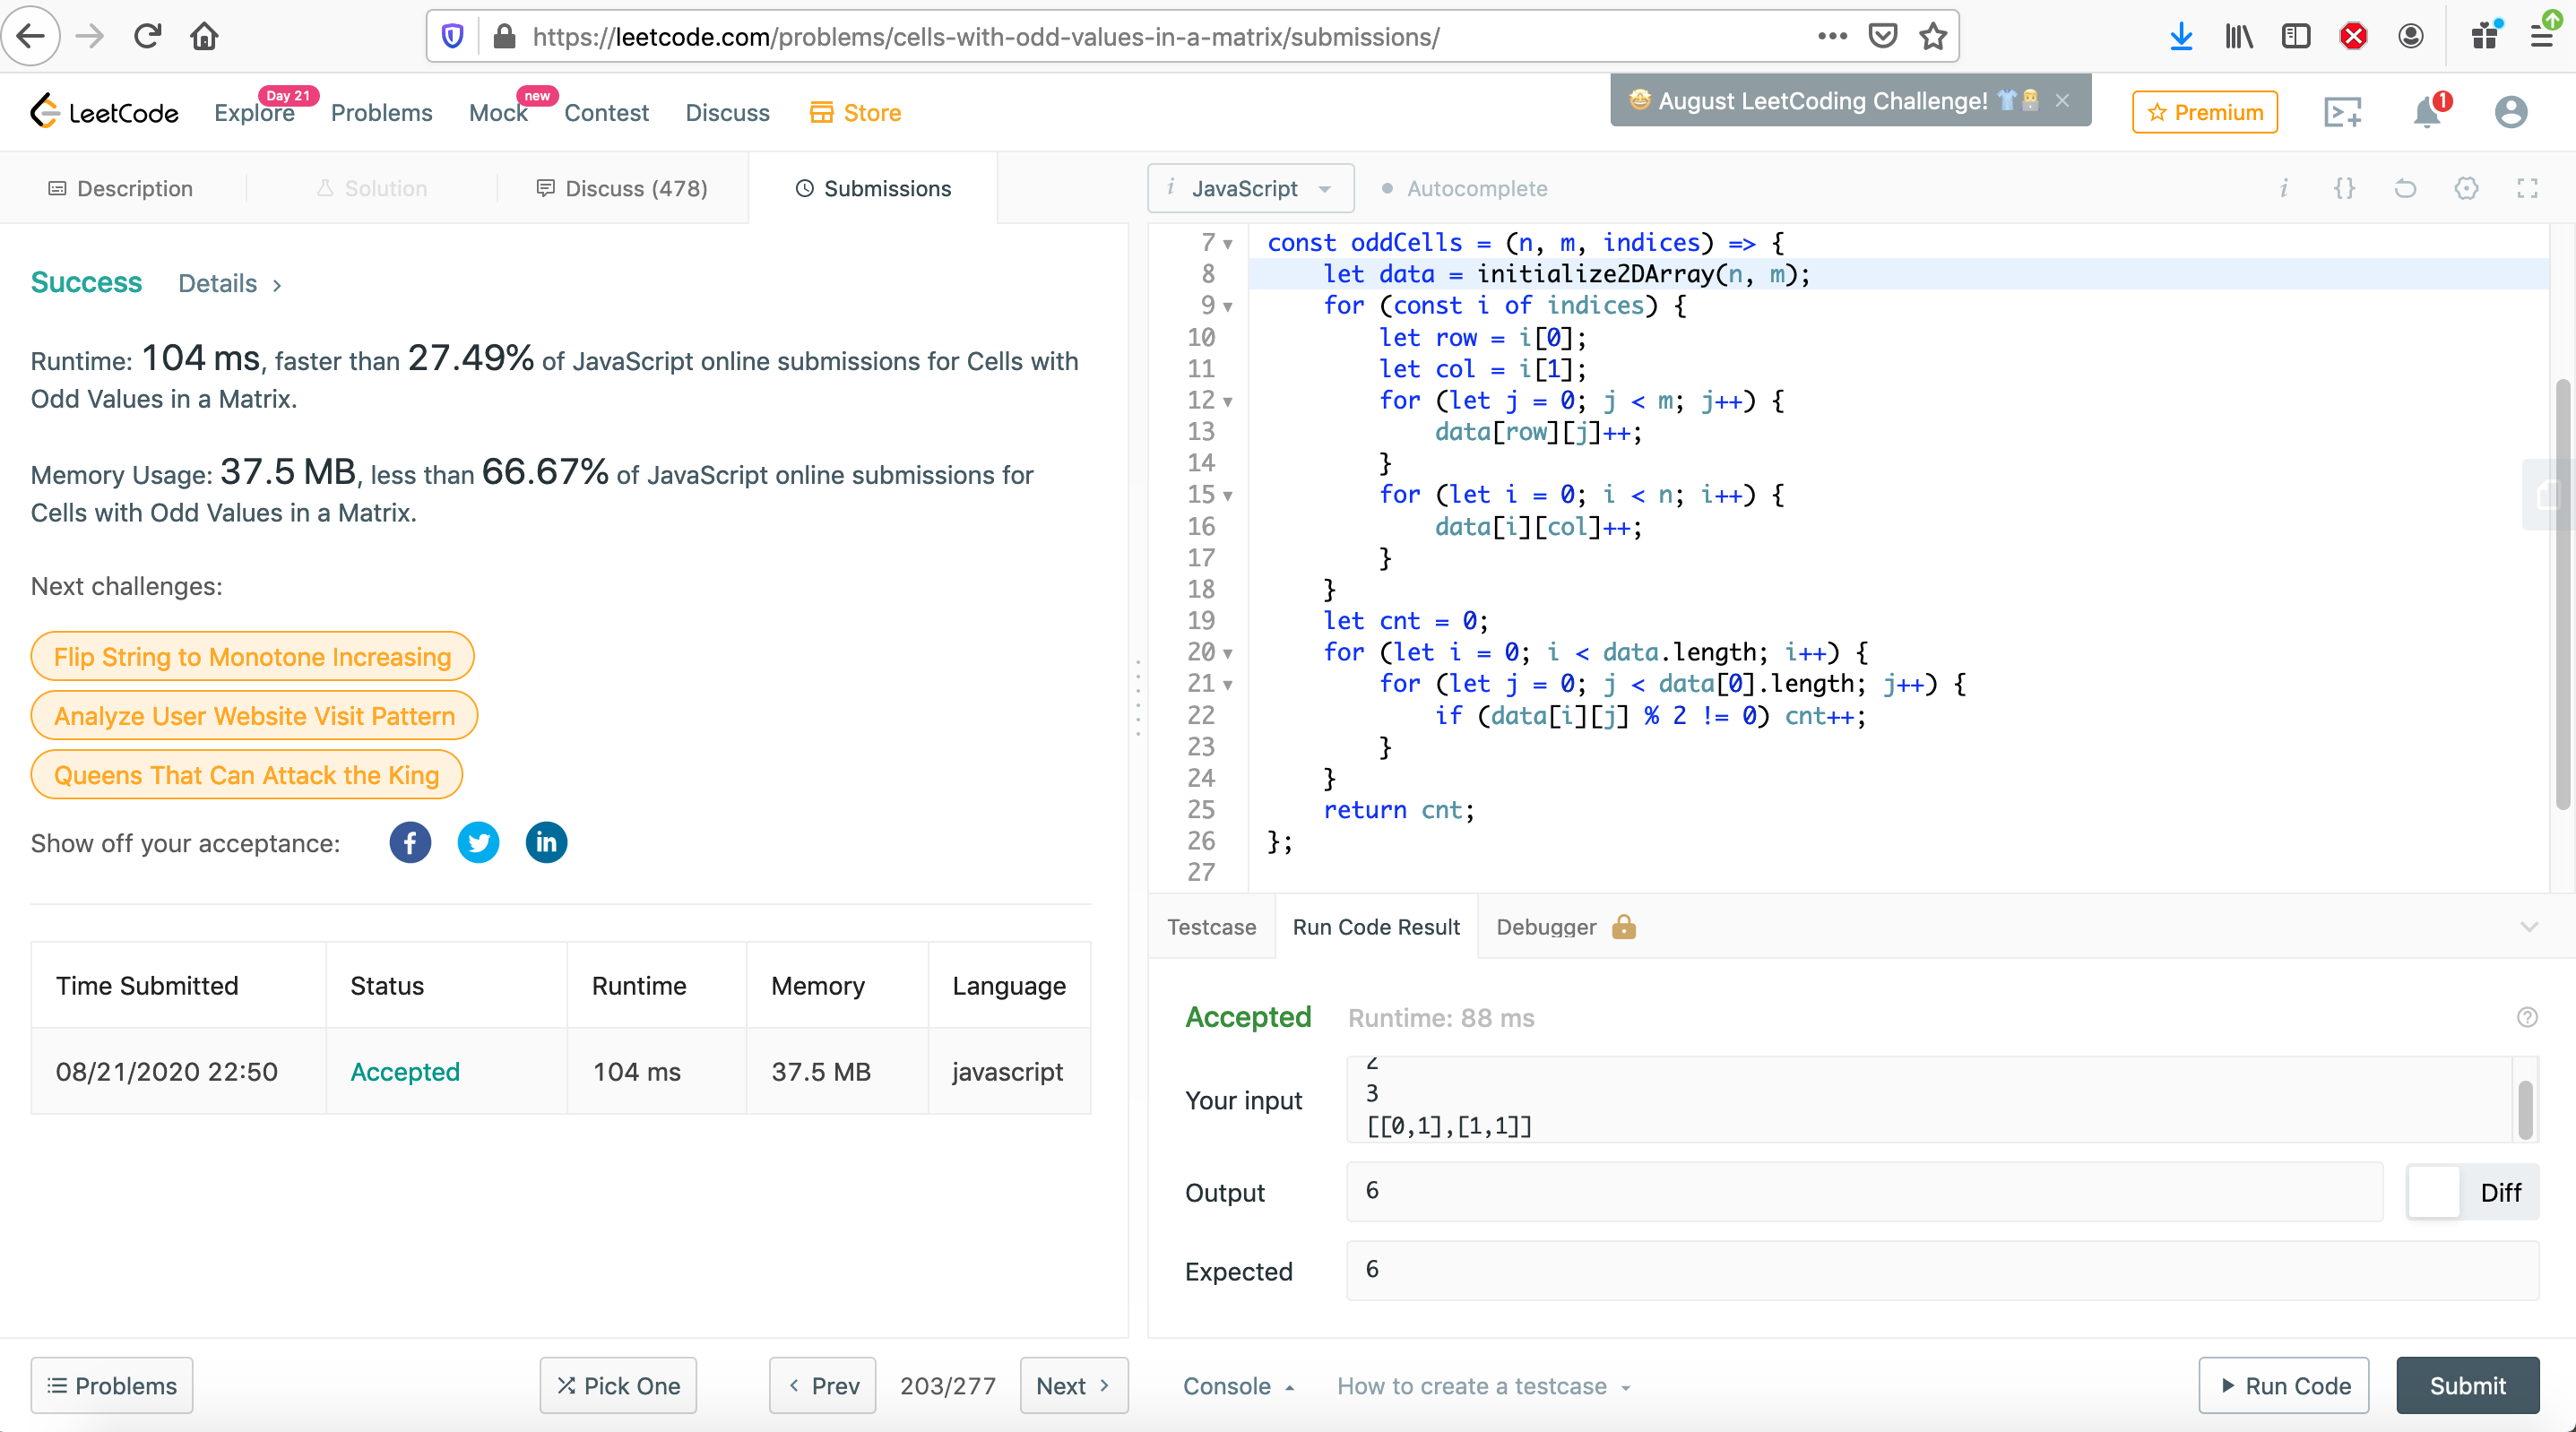 https://leetcode.com/problems/cells-with-odd-values-in-a-matrix/submissions/
LeetCode
Explore
Day 21
Problems
Mock
new
Contest
Discuss
Store
August LeetCoding Challenge!
Premium
1
Description
Solution
Discuss (478)
Submissions
i JavaScript
Autocomplete
i {}
Success Details >
Runtime: 104 ms, faster than 27.49% of JavaScript online submissions for Cells with
Odd Values in a Matrix.
Memory Usage: 37.5 MB, less than 66.67% of JavaScript online submissions for
Cells with Odd Values in a Matrix.
Next challenges:
Flip String to Monotone Increasing
Analyze User Website Visit Pattern
Queens That Can Attack the King
Show off your acceptance:
Time Submitted Status Runtime Memory Language
08/21/2020 22:50 Accepted 104 ms 37.5 MB javascript
7 const oddCells = (n, m, indices) => {
8 let data = initialize2DArray(n, m);
9 for (const i of indices) {
10 let row = i[0];
11 let col = i[1];
12 for (let j = 0; j < m; j++) {
13 data[row][j]++;
14 }
15 for (let i = 0; i < n; i++) {
16 data[i][col]++;
17 }
18 }
19 let cnt = 0;
20 for (let i = 0; i < data.length; i++) {
21 for (let j = 0; j < data[0].length; j++) {
22 if (data[i][j] % 2 != 0) cnt++;
23 }
24 }
25 return cnt;
26 };
27
Testcase Run Code Result Debugger
Accepted Runtime: 88 ms
Your input
2
3
[[0,1],[1,1]]
Output 6 Diff
Expected 6
Problems Pick One < Prev 203/277 Next > Console How to create a testcase Run Code Submit